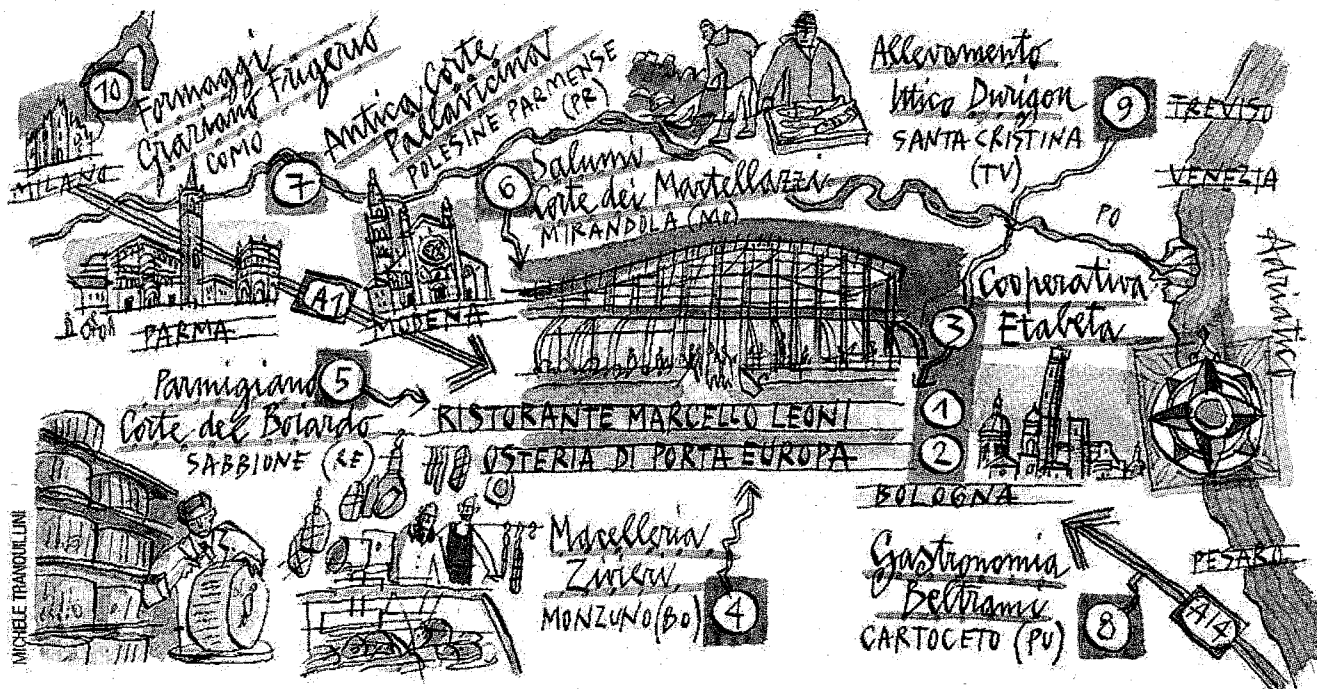 10
Formaggi
Grariano Frigerio
COMO
MILANO
7
Antica Corte
Pallavicina
POLESINE PARMENSE
(PR)
6
Salumi
Corte dei Martellazzi
MIRANDOLA (MO)
Allevamento
Ittico Durigon
SANTA CRISTINA
(TV)
9
TREVISO
VENEZIA
PO
Adriatico
PARMA
A1
MODENA
Cooperativa
Etabeta
3
5
Parmigiano
Corte del Boiardo
SABBIONE (RE)
RISTORANTE MARCELLO LEONI
1
OSTERIA DI PORTA EUROPA
2
BOLOGNA
Macelleria
Zivieri
MONZUNO (BO)
4
Gastronomia
Beltrami
CARTOCETO (PU)
8
PESARO
A14
MICHELE TRANQUILLINI